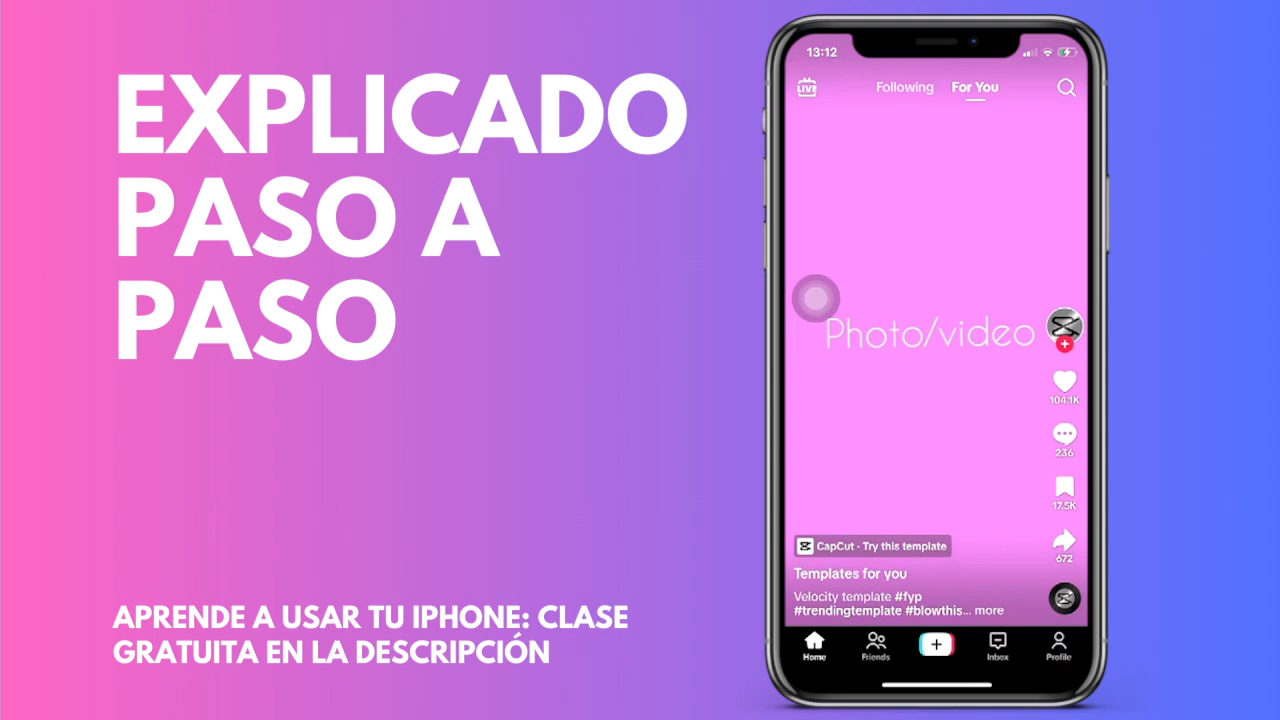 EXPLICADO
PASO A
PASO
APRENDE A USAR TU IPHONE: CLASE
GRATUITA EN LA DESCRIPCIÓN
13:12
LIVE
Following
For You
Photo/video
104.1K
236
17.5K
672
CapCut - Try this template
Templates for you
Velocity template #fyp
#trendingtemplate #blowthis... more
Home
Friends
Inbox
Profile